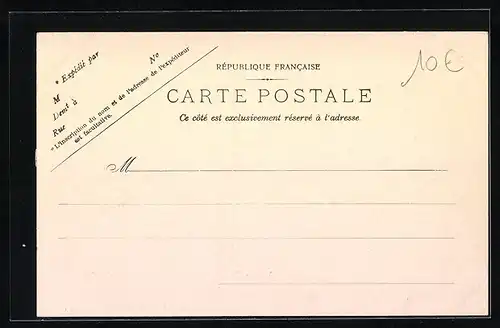 * Expédié par
M
Demt à
Rue No
* L'inscription du nom et de l'adresse de l'expéditeur
est facultative.
RÉPUBLIQUE FRANÇAISE
CARTE POSTALE
Ce côté est exclusivement réservé à l'adresse.
10 €
M